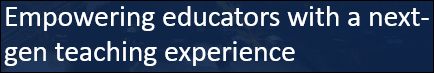 Empowering educators with a next-
gen teaching experience